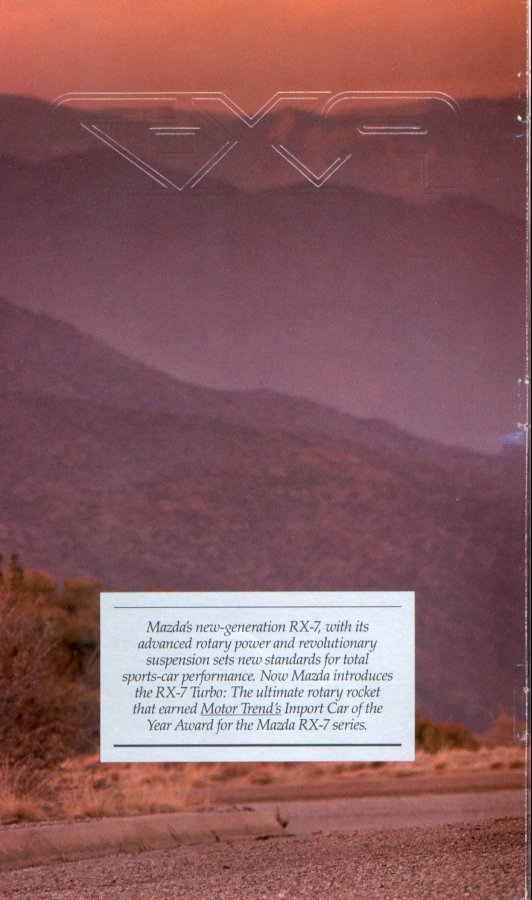 Mazda's new-generation RX-7, with its
advanced rotary power and revolutionary
suspension sets new standards for total
sports-car performance. Now Mazda introduces
the RX-7 Turbo: The ultimate rotary rocket
that earned Motor Trend's Import Car of the
Year Award for the Mazda RX-7 series.